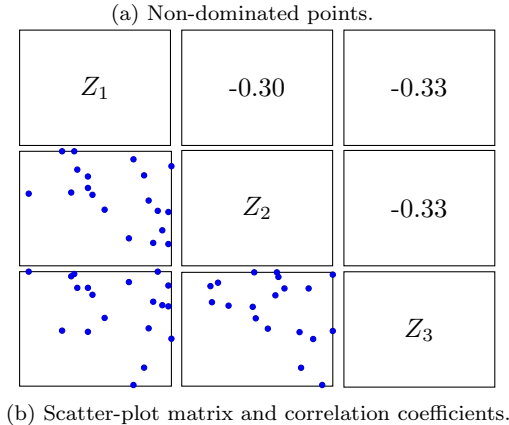 (a) Non-dominated points.
Z₁ -0.30 -0.33
Z₂ -0.33
Z₃
(b) Scatter-plot matrix and correlation coefficients.